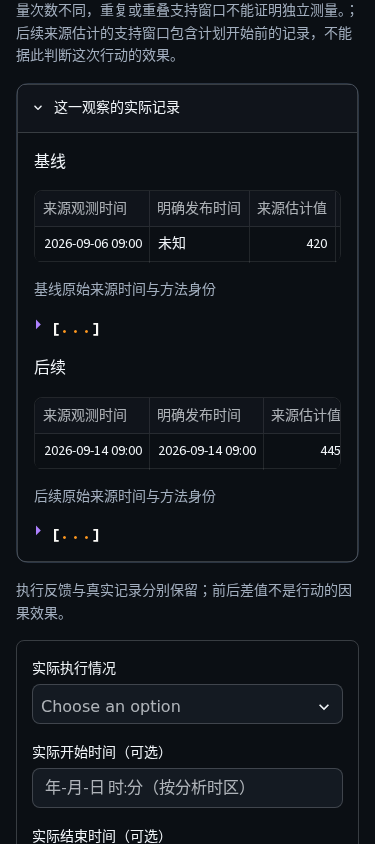 量次数不同，重复或重叠支持窗口不能证明独立测量。；
后续来源估计的支持窗口包含计划开始前的记录，不能
据此判断这次行动的效果。
这一观察的实际记录
基线
来源观测时间 明确发布时间 来源估计值
2026-09-06 09:00 未知 420
基线原始来源时间与方法身份
[...]
后续
来源观测时间 明确发布时间 来源估计值
2026-09-14 09:00 2026-09-14 09:00 445
后续原始来源时间与方法身份
[...]
执行反馈与真实记录分别保留；前后差值不是行动的因
果效果。
实际执行情况
Choose an option
实际开始时间（可选）
年-月-日 时:分（按分析时区）
实际结束时间（可选）